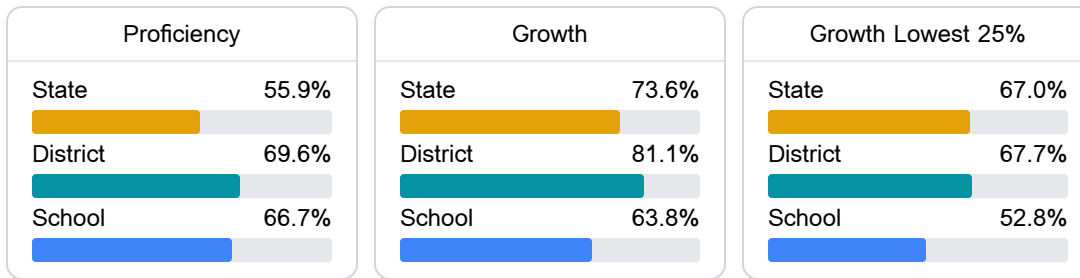 Proficiency
State 55.9%
District 69.6%
School 66.7%
Growth
State 73.6%
District 81.1%
School 63.8%
Growth Lowest 25%
State 67.0%
District 67.7%
School 52.8%